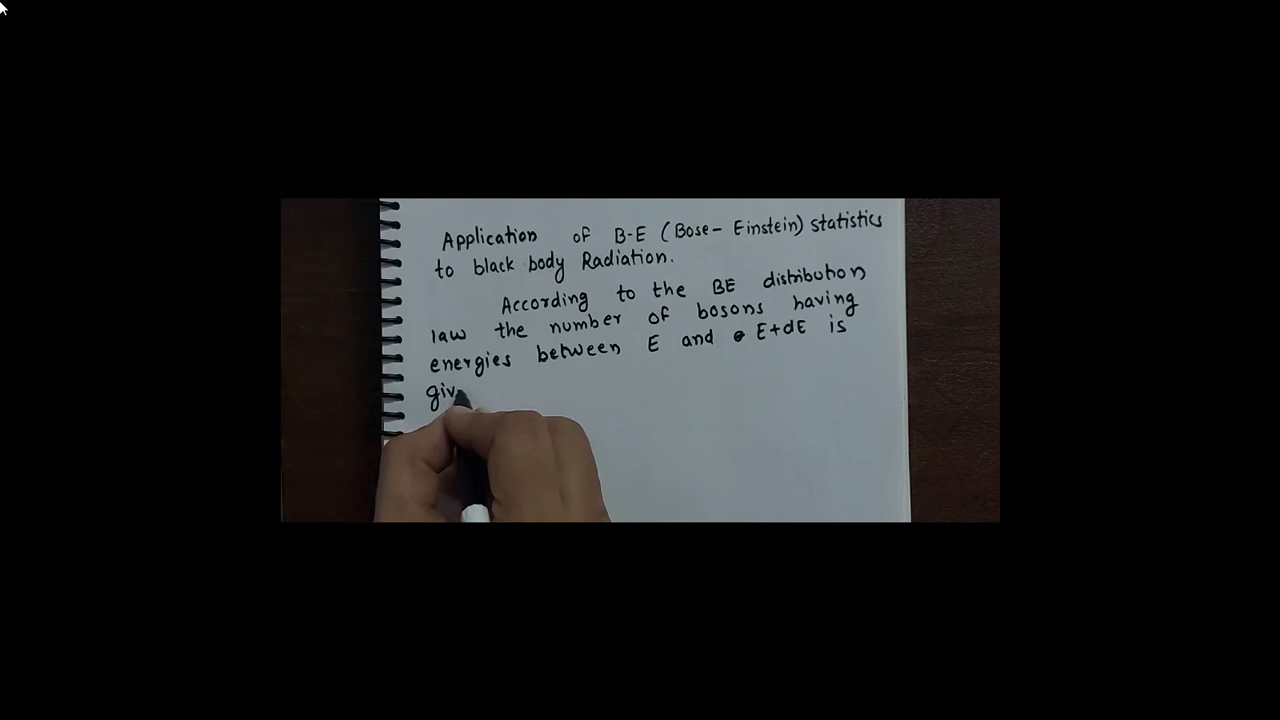 Application of B-E (Bose-Einstein) statistics
to black body Radiation.
According to the BE distribution
law the number of bosons having
energies between E and E+dE is
giv